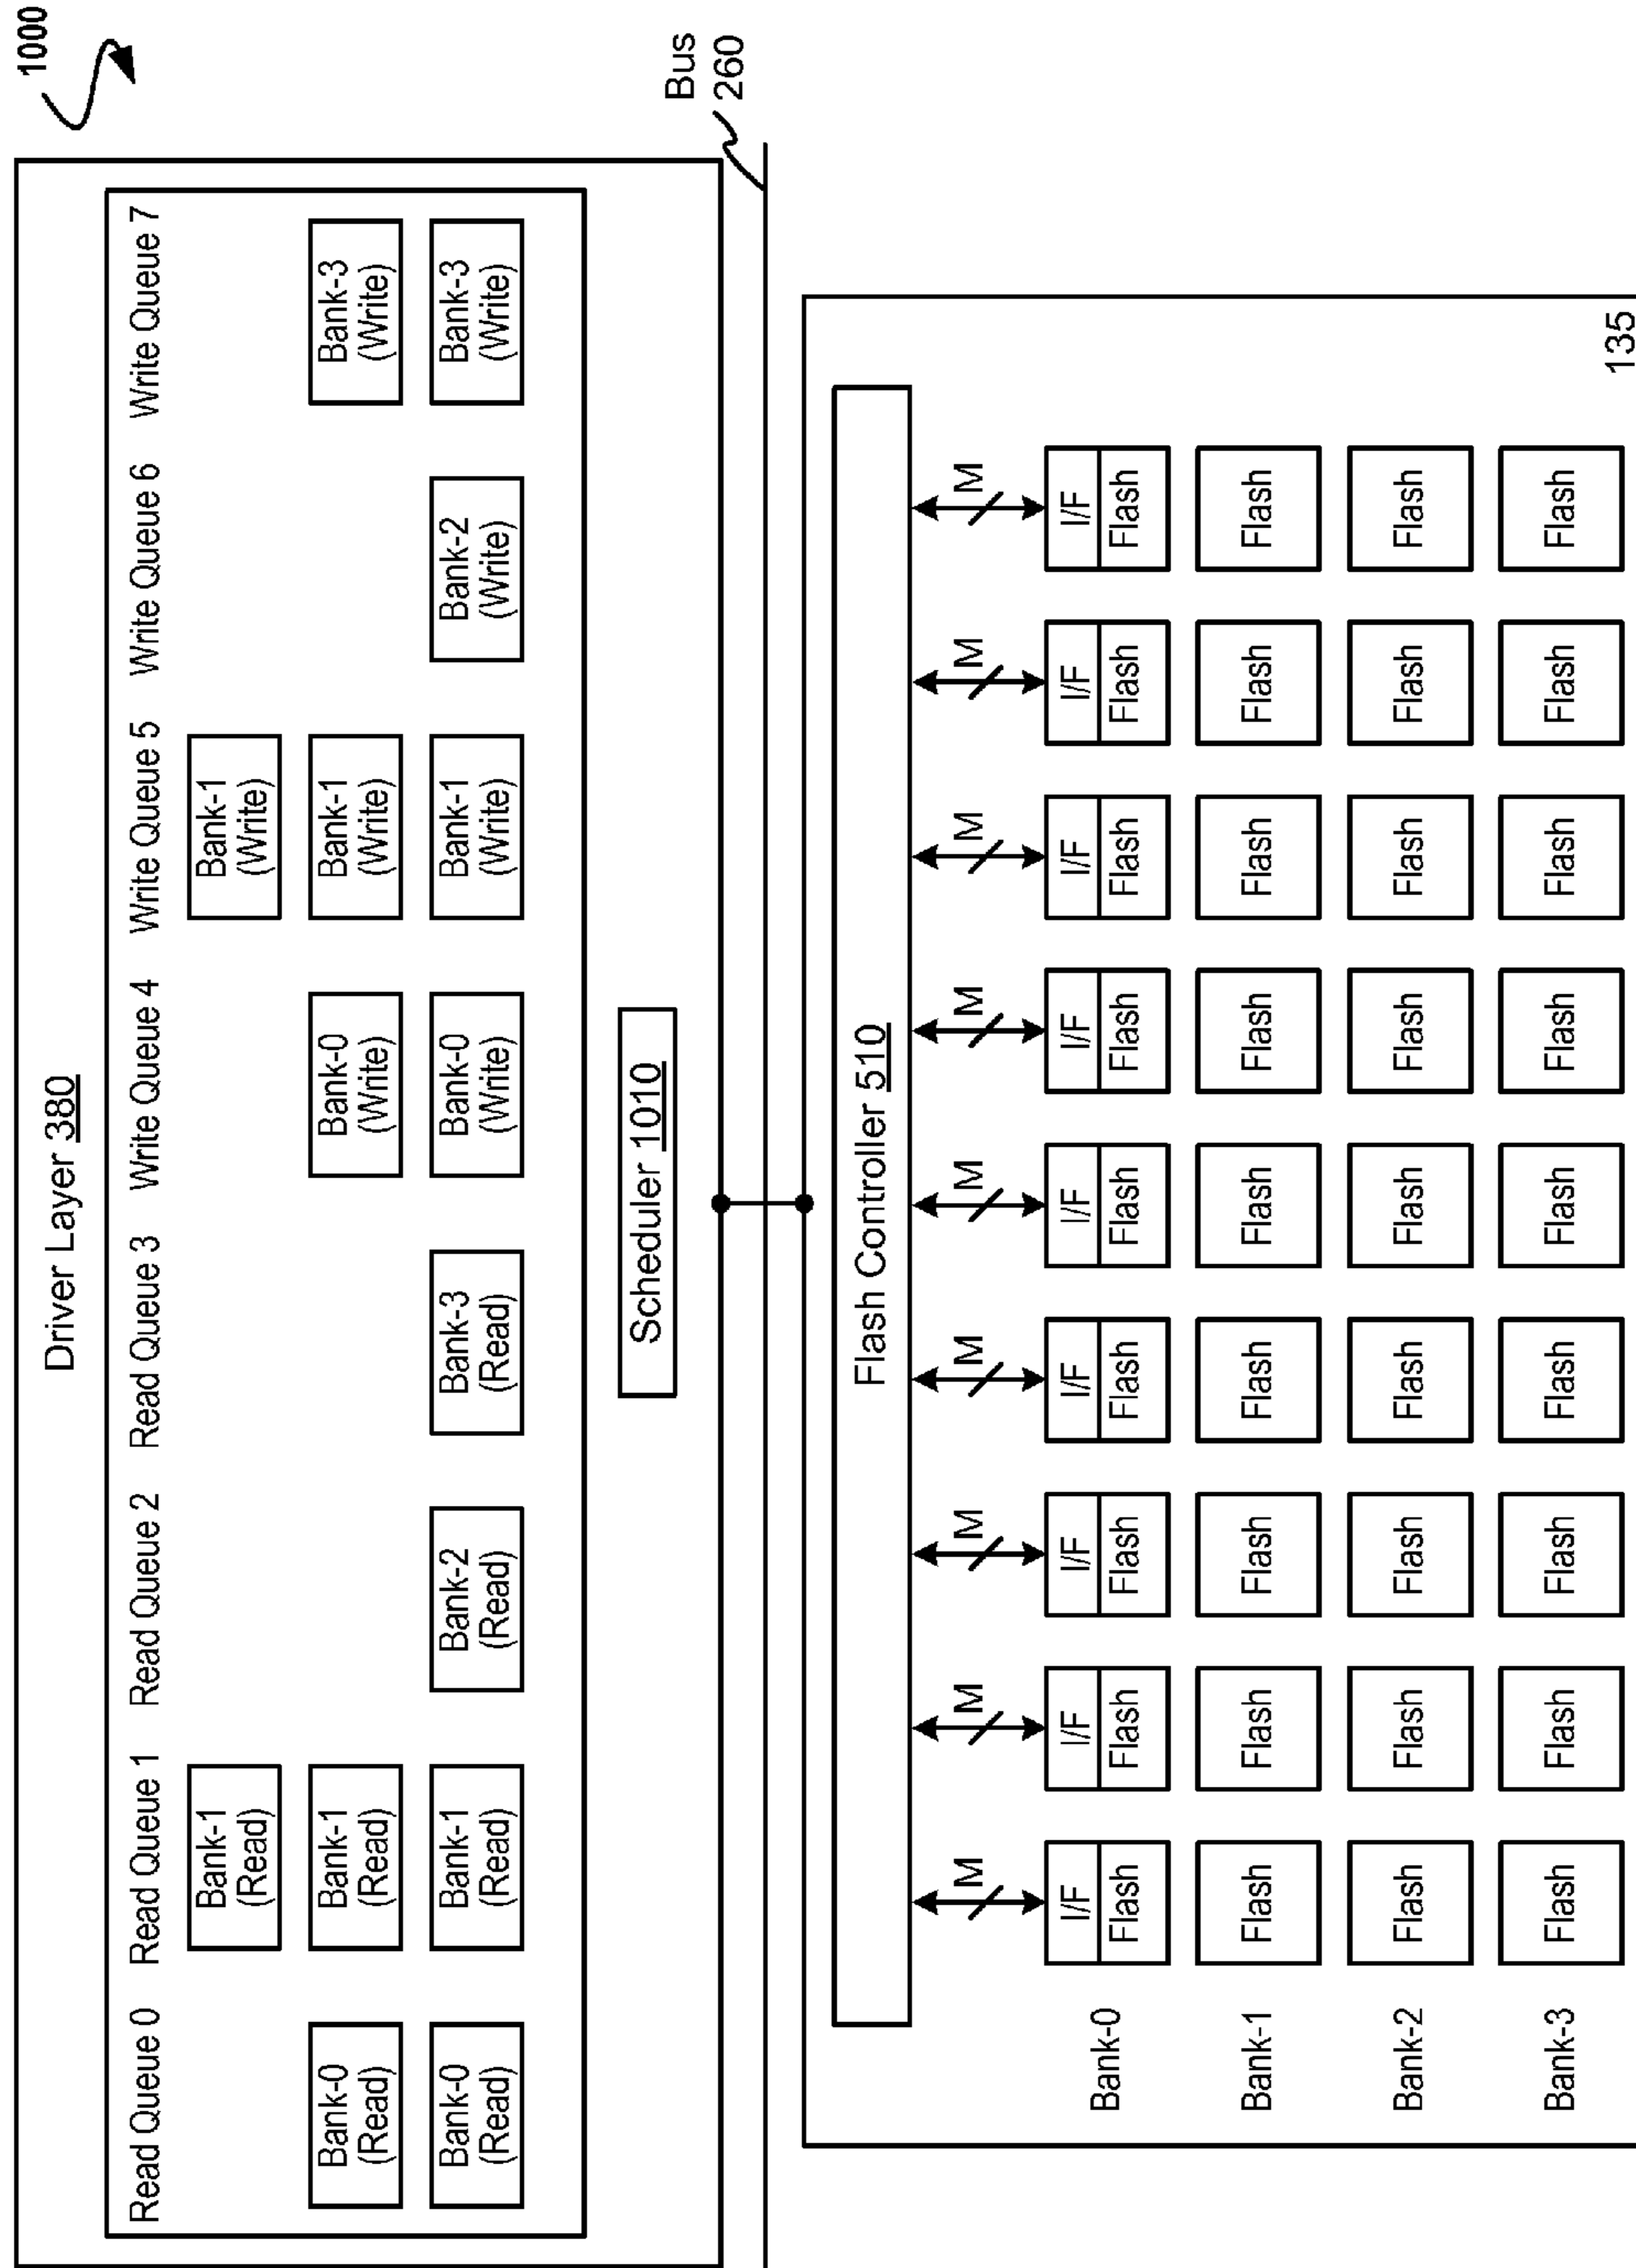 1000
Driver Layer 380
Read Queue 0 Read Queue 1 Read Queue 2 Read Queue 3 Write Queue 4 Write Queue 5 Write Queue 6 Write Queue 7
Bank-1 Bank-1
(Read) (Write)
Bank-0 Bank-1 Bank-0 Bank-1 Bank-3
(Read) (Read) (Write) (Write) (Write)
Bank-0 Bank-1 Bank-2 Bank-3 Bank-0 Bank-1 Bank-2 Bank-3
(Read) (Read) (Read) (Read) (Write) (Write) (Write) (Write)
Scheduler 1010
Bus
260
Flash Controller 510
M M M M M M M M M
I/F I/F I/F I/F I/F I/F I/F I/F I/F
Bank-0 Flash Flash Flash Flash Flash Flash Flash Flash Flash
Bank-1 Flash Flash Flash Flash Flash Flash Flash Flash Flash
Bank-2 Flash Flash Flash Flash Flash Flash Flash Flash Flash
Bank-3 Flash Flash Flash Flash Flash Flash Flash Flash Flash
135